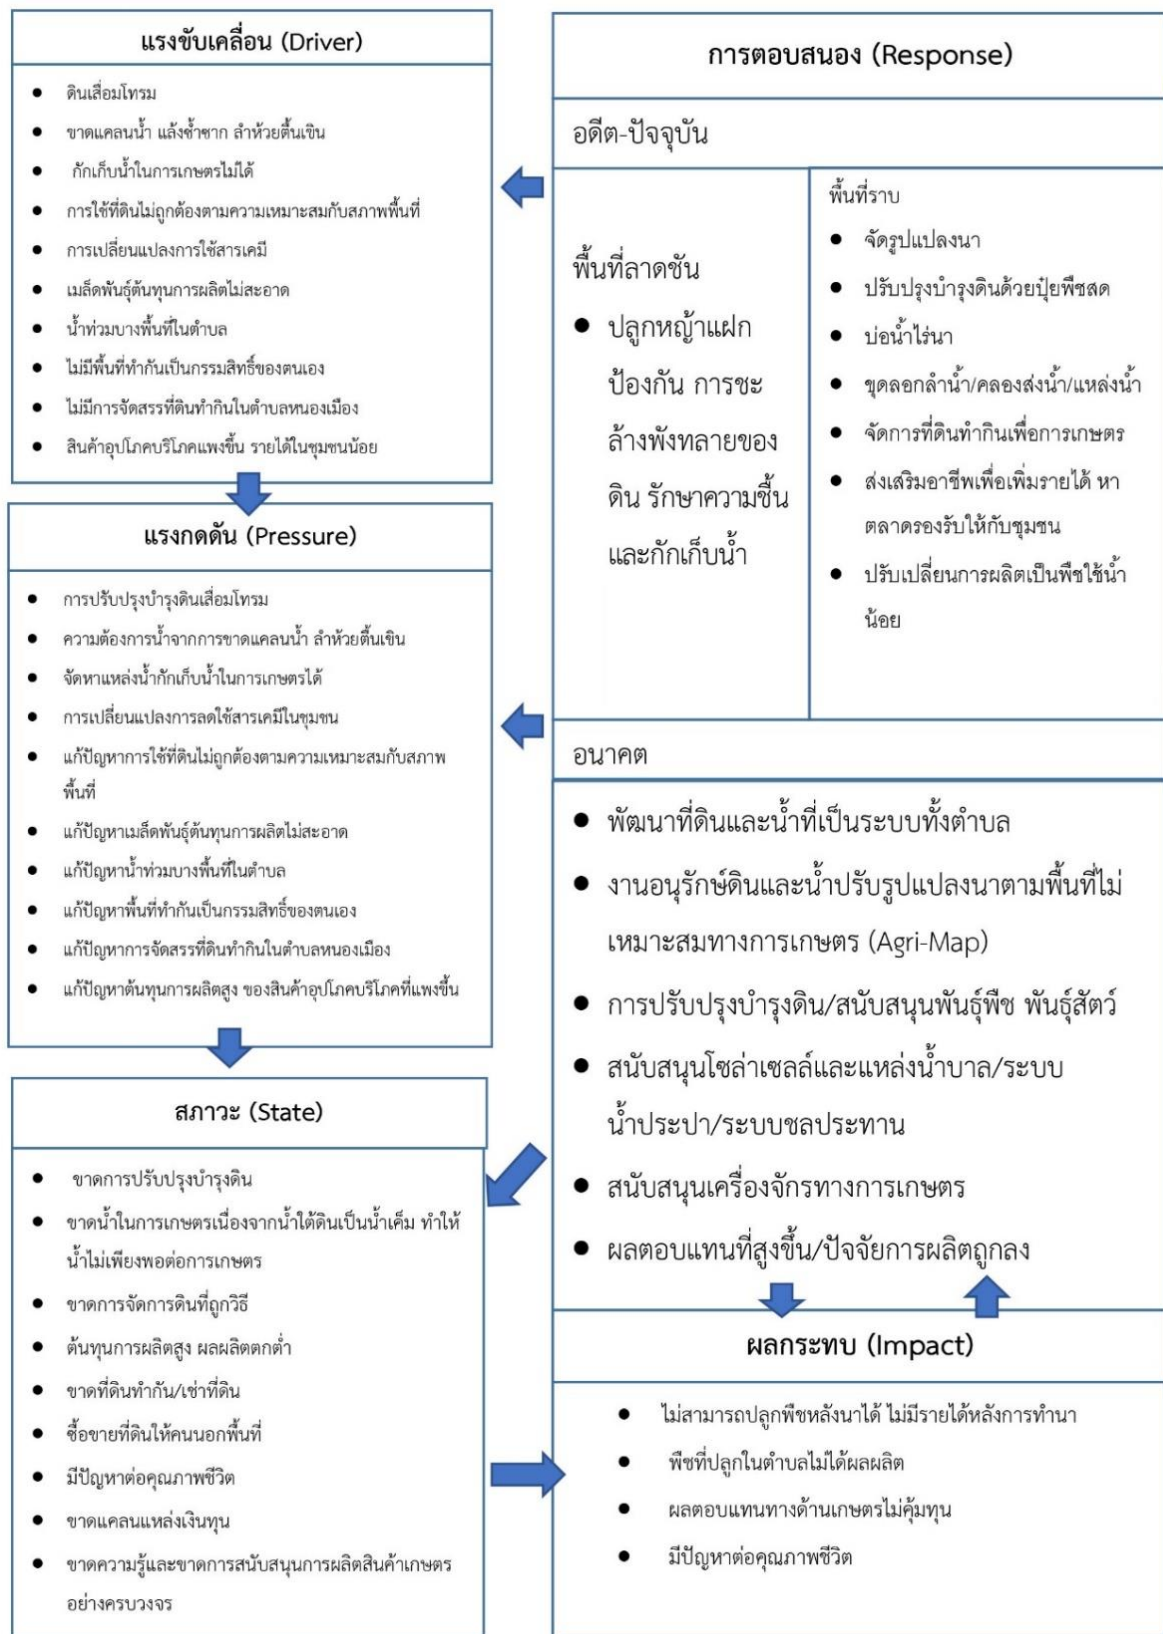 แรงขับเคลื่อน (Driver)
● ดินเสื่อมโทรม
● ขาดแคลนน้ำ แล้งซ้ำซาก ลำห้วยตื้นเขิน
● กักเก็บน้ำในการเกษตรไม่ได้
● การใช้ที่ดินไม่ถูกต้องตามความเหมาะสมกับสภาพพื้นที่
● การเปลี่ยนแปลงการใช้สารเคมี
● เมล็ดพันธุ์ต้นทุนการผลิตไม่สะอาด
● น้ำท่วมบางพื้นที่ในตำบล
● ไม่มีพื้นที่ทำกันเป็นกรรมสิทธิ์ของตนเอง
● ไม่มีการจัดสรรที่ดินทำกินในตำบลหนองเมือง
● สินค้าอุปโภคบริโภคแพงขึ้น รายได้ในชุมชนน้อย
แรงกดดัน (Pressure)
● การปรับปรุงบำรุงดินเสื่อมโทรม
● ความต้องการน้ำจากการขาดแคลนน้ำ ลำห้วยตื้นเขิน
● จัดหาแหล่งน้ำกักเก็บน้ำในการเกษตรได้
● การเปลี่ยนแปลงการลดใช้สารเคมีในชุมชน
● แก้ปัญหาการใช้ที่ดินไม่ถูกต้องตามความเหมาะสมกับสภาพ
พื้นที่
● แก้ปัญหาเมล็ดพันธุ์ต้นทุนการผลิตไม่สะอาด
● แก้ปัญหาน้ำท่วมบางพื้นที่ในตำบล
● แก้ปัญหาพื้นที่ทำกันเป็นกรรมสิทธิ์ของตนเอง
● แก้ปัญหาการจัดสรรที่ดินทำกินในตำบลหนองเมือง
● แก้ปัญหาต้นทุนการผลิตสูง ของสินค้าอุปโภคบริโภคที่แพงขึ้น
สภาวะ (State)
● ขาดการปรับปรุงบำรุงดิน
● ขาดน้ำในการเกษตรเนื่องจากน้ำใต้ดินเป็นน้ำเค็ม ทำให้
น้ำไม่เพียงพอต่อการเกษตร
● ขาดการจัดการดินที่ถูกวิธี
● ต้นทุนการผลิตสูง ผลผลิตตกต่ำ
● ขาดที่ดินทำกัน/เช่าที่ดิน
● ซื้อขายที่ดินให้คนนอกพื้นที่
● มีปัญหาต่อคุณภาพชีวิต
● ขาดแคลนแหล่งเงินทุน
● ขาดความรู้และขาดการสนับสนุนการผลิตสินค้าเกษตร
อย่างครบวงจร
การตอบสนอง (Response)
อดีต-ปัจจุบัน
พื้นที่ลาดชัน
● ปลูกหญ้าแฝก
ป้องกัน การชะ
ล้างพังทลายของ
ดิน รักษาความชื้น
และกักเก็บน้ำ
พื้นที่ราบ
● จัดรูปแปลงนา
● ปรับปรุงบำรุงดินด้วยปุ๋ยพืชสด
● บ่อน้ำไร่นา
● ขุดลอกลำน้ำ/คลองส่งน้ำ/แหล่งน้ำ
● จัดการที่ดินทำกินเพื่อการเกษตร
● ส่งเสริมอาชีพเพื่อเพิ่มรายได้ หา
ตลาดรองรับให้กับชุมชน
● ปรับเปลี่ยนการผลิตเป็นพืชใช้น้ำ
น้อย
อนาคต
● พัฒนาที่ดินและน้ำที่เป็นระบบทั้งตำบล
● งานอนุรักษ์ดินและน้ำปรับรูปแปลงนาตามพื้นที่ไม่
เหมาะสมทางการเกษตร (Agri-Map)
● การปรับปรุงบำรุงดิน/สนับสนุนพันธุ์พืช พันธุ์สัตว์
● สนับสนุนโซล่าเซลล์และแหล่งน้ำบาล/ระบบ
น้ำประปา/ระบบชลประทาน
● สนับสนุนเครื่องจักรทางการเกษตร
● ผลตอบแทนที่สูงขึ้น/ปัจจัยการผลิตถูกลง
ผลกระทบ (Impact)
● ไม่สามารถปลูกพืชหลังนาได้ ไม่มีรายได้หลังการทำนา
● พืชที่ปลูกในตำบลไม่ได้ผลผลิต
● ผลตอบแทนทางด้านเกษตรไม่คุ้มทุน
● มีปัญหาต่อคุณภาพชีวิต